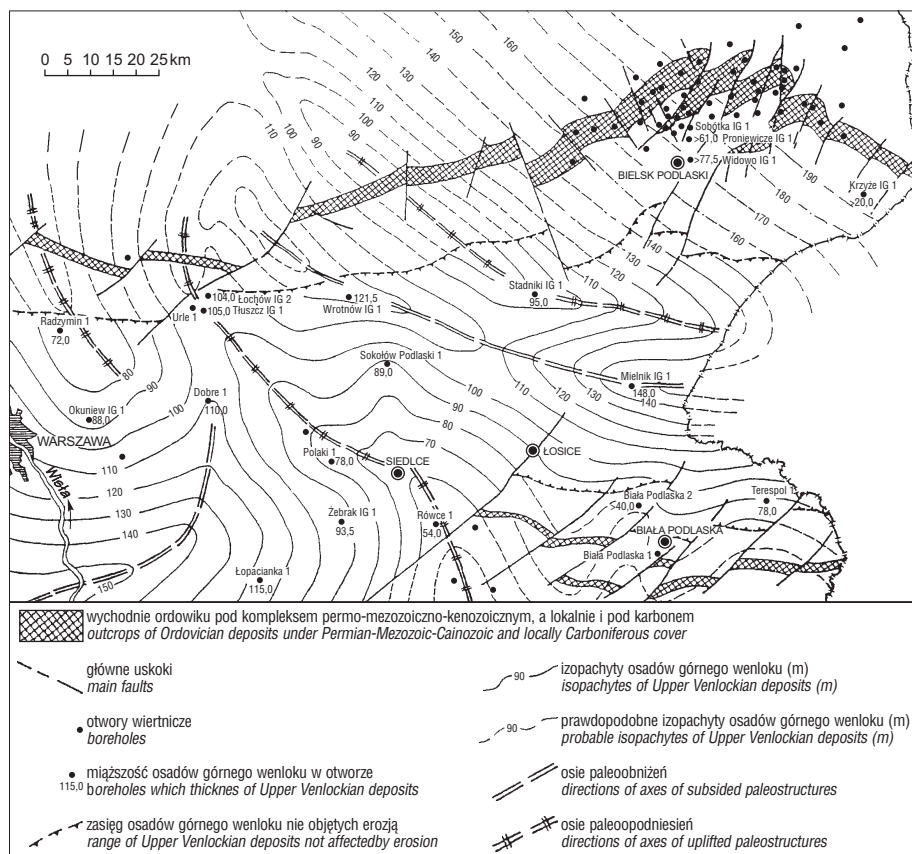 0 5 10 15 20 25 km
150
160
140
130
120
110
100
90
120
130
110
100
90
110
100
90
Sobótka IG 1
>61,0 Proniewicze IG 1
>77,5 Widowo IG 1
BIELSK PODLASKI
Krzyże IG 1
>20,0
190
180
170
160
140
130
120
110
Stadniki IG 1
95,0
104,0 Łochów IG 2
105,0 Tłuszcz IG 1
Urle 1
121,5
Wrotnów IG 1
Radzymin 1
72,0
80
90
100
Sokołów Podlaski 1
89,0
100
90
80
70
110
120
130
Mielnik IG 1
148,0
140
Okuniew IG 1
88,0
Dobre 1
110,0
WARSZAWA
Wisła
110
120
130
140
150
Polaki 1
78,0
SIEDLCE
ŁOSICE
Żebrak IG 1
93,5
Rówce 1
54,0
Łopacianka 1
115,0
Biała Podlaska 2
>40,0
BIAŁA PODLASKA
Biała Podlaska 1
Terespol 1
78,0
wychodnie ordowiku pod kompleksem permo-mezozoiczno-kenozoicznym, a lokalnie i pod karbonem
outcrops of Ordovician deposits under Permian-Mezozoic-Cainozoic and locally Carboniferous cover
główne uskoki
main faults
otwory wiertnicze
boreholes
115,0 miąższość osadów górnego wenloku w otworze
boreholes which thicknes of Upper Venlockian deposits
zasięg osadów górnego wenloku nie objętych erozją
range of Upper Venlockian deposits not affectedby erosion
90 izopachyty osadów górnego wenloku (m)
isopachytes of Upper Venlockian deposits (m)
90 prawdopodobne izopachyty osadów górnego wenloku (m)
probable isopachytes of Upper Venlockian deposits (m)
osie paleoobniżeń
directions of axes of subsided paleostructures
osie paleopodniesień
directions of axes of uplifted paleostructures